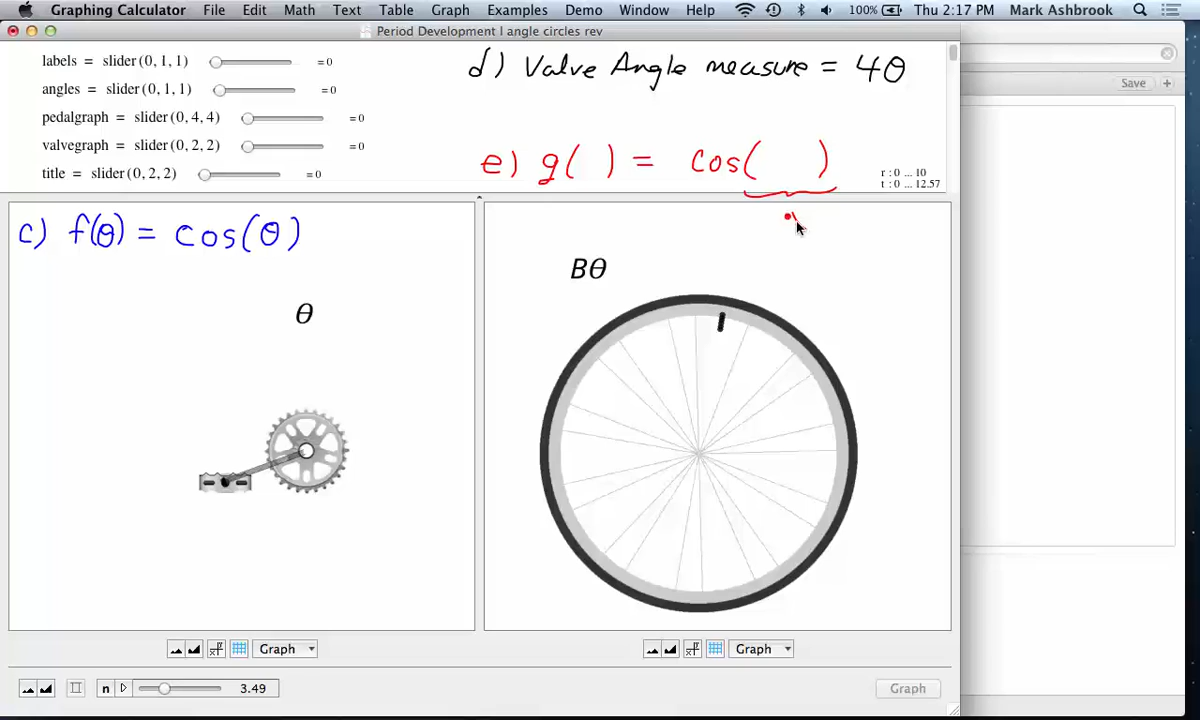 Graphing Calculator File Edit Math Text Table Graph Examples Demo Window Help 100% Thu 2:17 PM Mark Ashbrook
Period Development I angle circles rev
labels = slider (0, 1, 1) = 0
angles = slider (0, 1, 1) = 0
pedalgraph = slider (0, 4, 4) = 0
valvegraph = slider (0, 2, 2) = 0
title = slider (0, 2, 2) = 0
d) Valve Angle measure = 4θ
e) g( ) = cos( )
r : 0 ... 10
t : 0 ... 12.57
Save +
c) f(θ) = cos(θ)
θ
Bθ
Graph
Graph
n 3.49
Graph